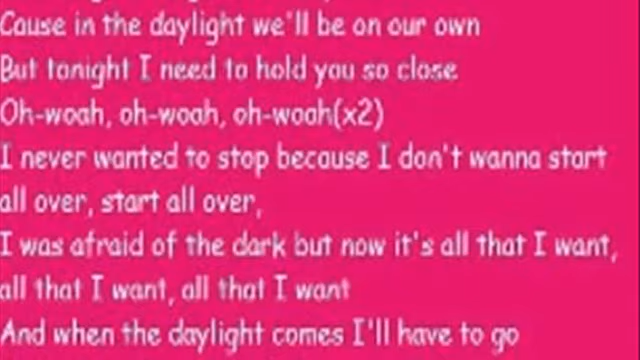 Cause in the daylight we'll be on our own
But tonight I need to hold you so close
Oh-woah, oh-woah, oh-woah(x2)
I never wanted to stop because I don't wanna start
all over, start all over,
I was afraid of the dark but now it's all that I want,
all that I want, all that I want
And when the daylight comes I'll have to go